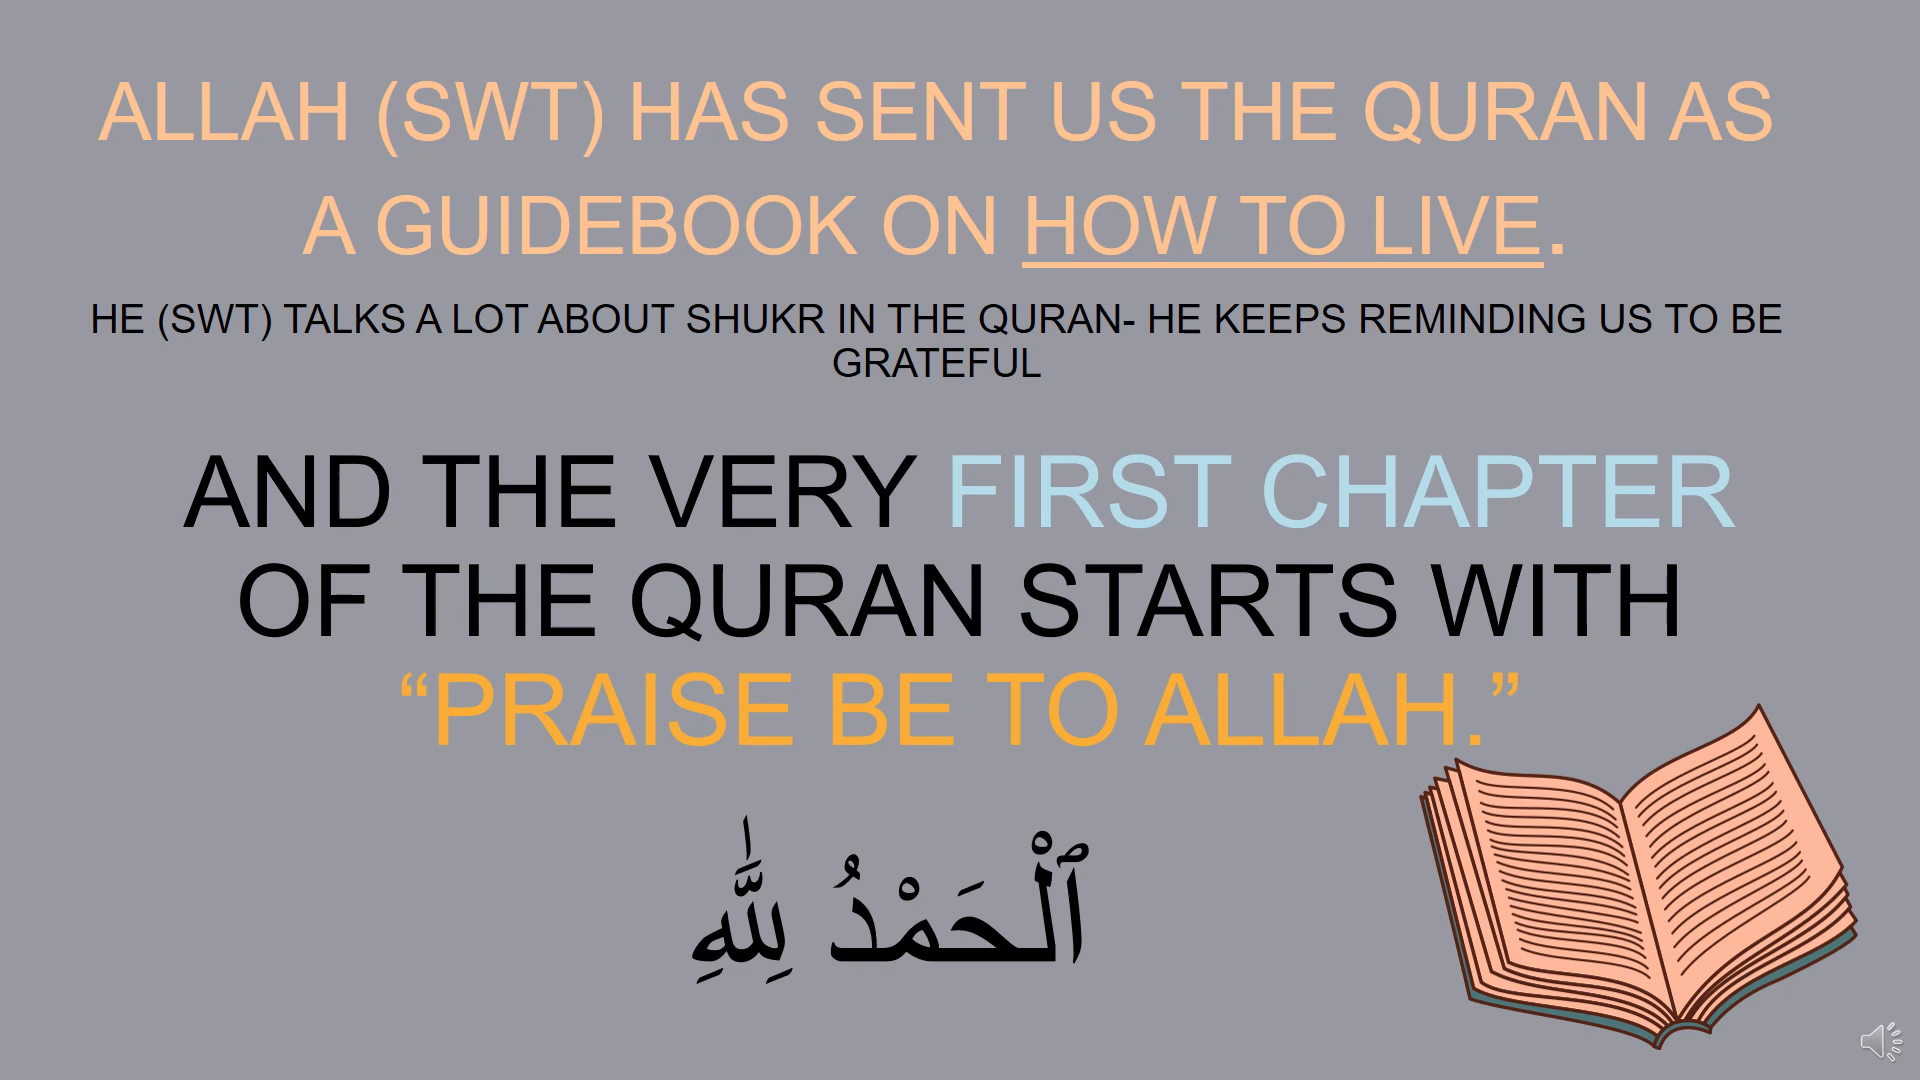 ALLAH (SWT) HAS SENT US THE QURAN AS
A GUIDEBOOK ON HOW TO LIVE.
HE (SWT) TALKS A LOT ABOUT SHUKR IN THE QURAN- HE KEEPS REMINDING US TO BE
GRATEFUL
AND THE VERY FIRST CHAPTER
OF THE QURAN STARTS WITH
“PRAISE BE TO ALLAH.”
ٱلْحَمْدُ لِلَّٰهِ